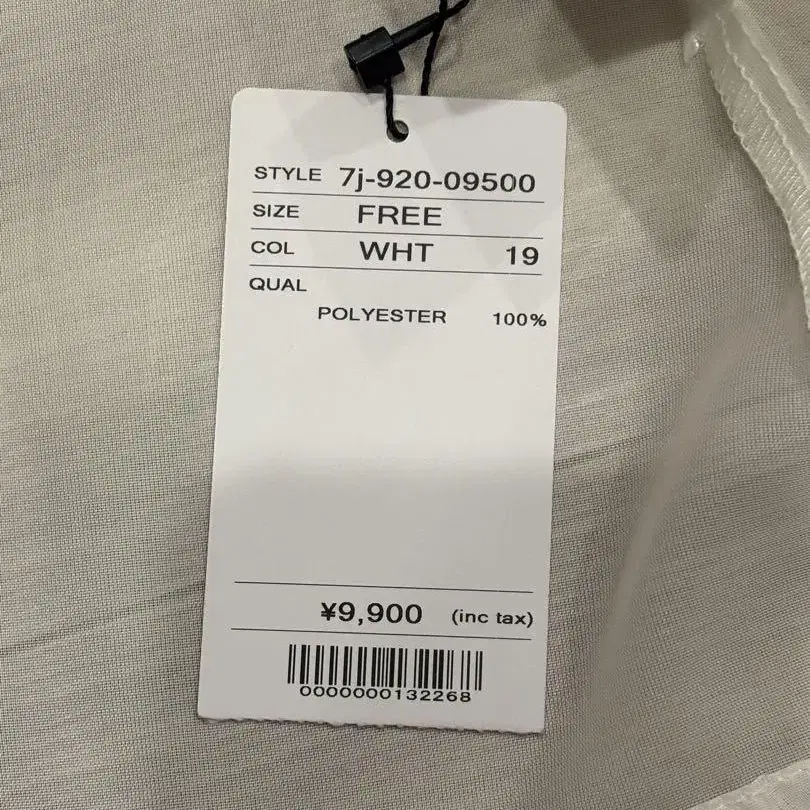 STYLE 7j-920-09500
SIZE FREE
COL WHT 19
QUAL
POLYESTER 100%
¥9,900 (inc tax)
0000000132268